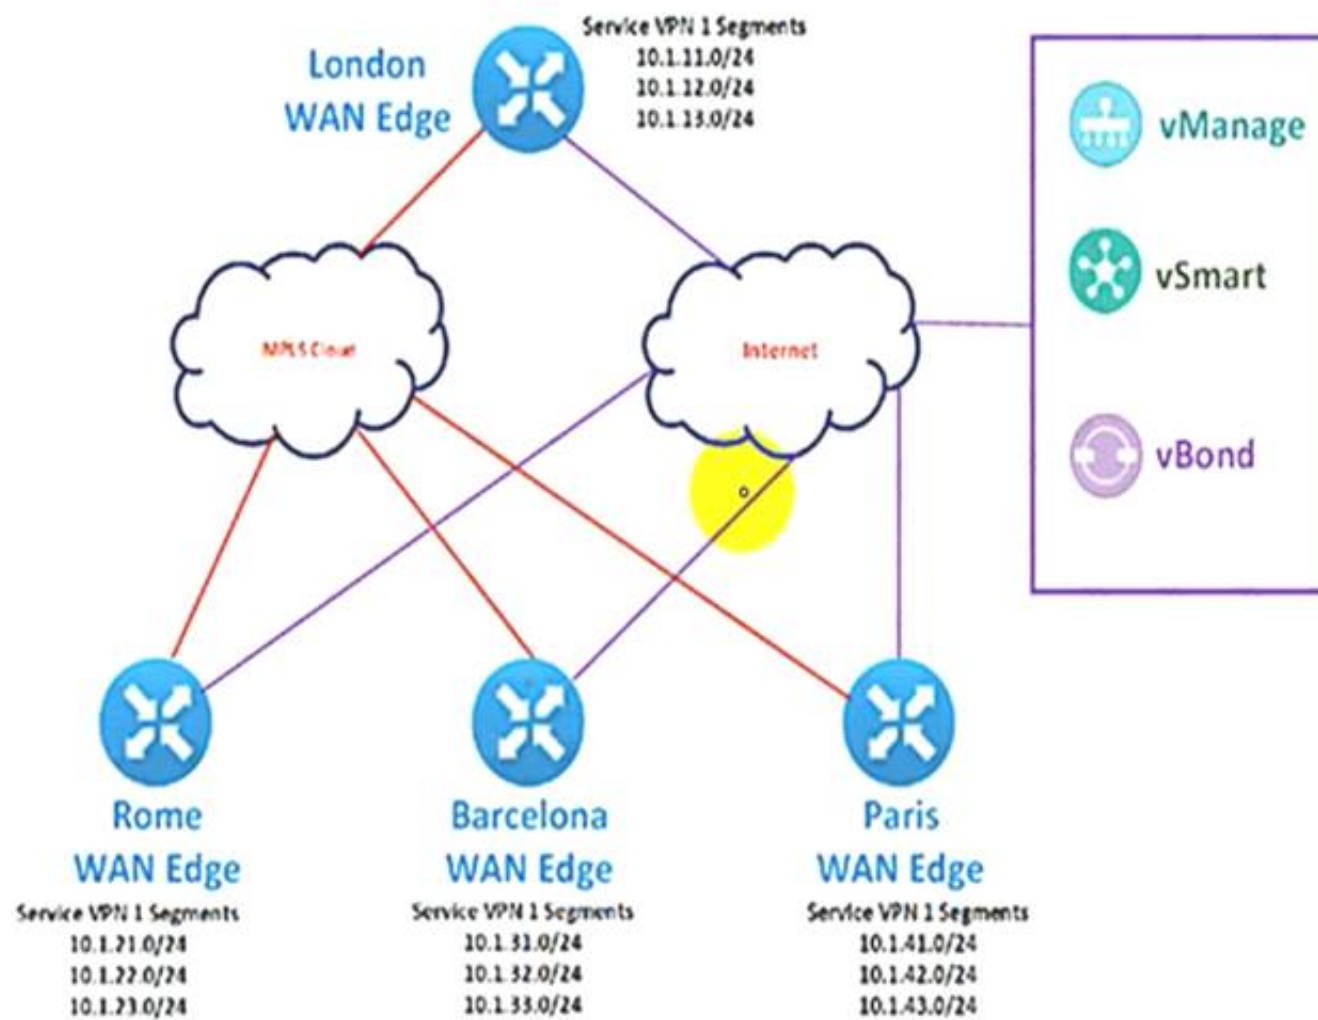 Service VPN 1 Segments
10.1.11.0/24
10.1.12.0/24
10.1.13.0/24
London
WAN Edge
vManage
vSmart
vBond
MPLS Cloud
Internet
Rome
WAN Edge
Service VPN 1 Segments
10.1.21.0/24
10.1.22.0/24
10.1.23.0/24
Barcelona
WAN Edge
Service VPN 1 Segments
10.1.31.0/24
10.1.32.0/24
10.1.33.0/24
Paris
WAN Edge
Service VPN 1 Segments
10.1.41.0/24
10.1.42.0/24
10.1.43.0/24